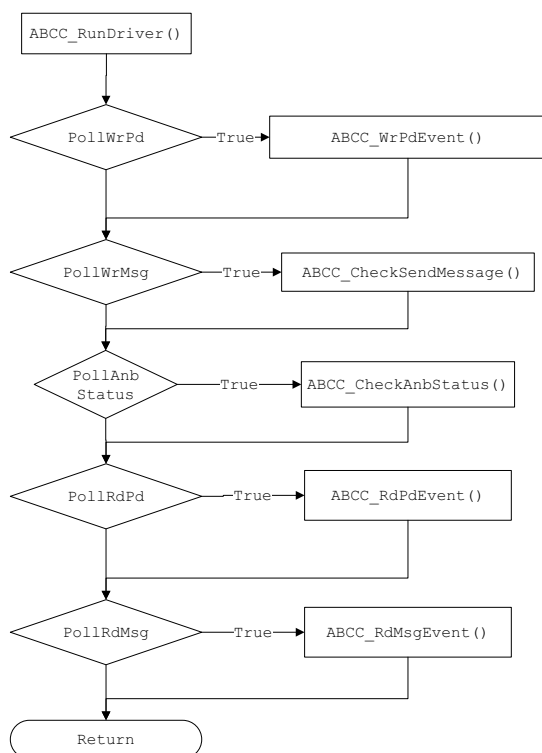 ABCC_RunDriver()
PollWrPd
True
ABCC_WrPdEvent()
PollWrMsg
True
ABCC_CheckSendMessage()
PollAnb
Status
True
ABCC_CheckAnbStatus()
PollRdPd
True
ABCC_RdPdEvent()
PollRdMsg
True
ABCC_RdMsgEvent()
Return